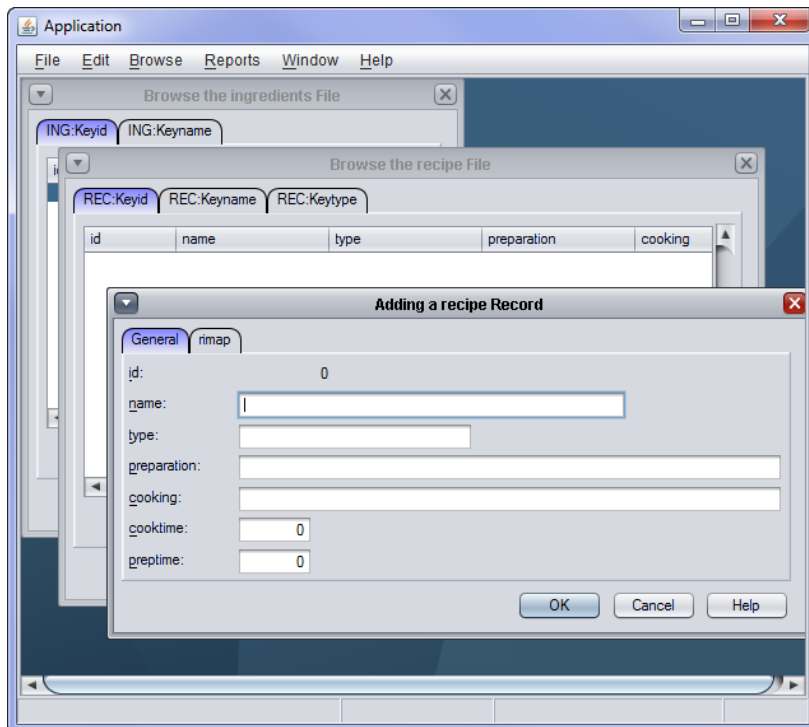 Application
File Edit Browse Reports Window Help
Browse the ingredients File
ING:Keyid ING:Keyname
Browse the recipe File
REC:Keyid REC:Keyname REC:Keytype
id name type preparation cooking
Adding a recipe Record
General rimap
id: 0
name:
type:
preparation:
cooking:
cooktime: 0
preptime: 0
OK Cancel Help